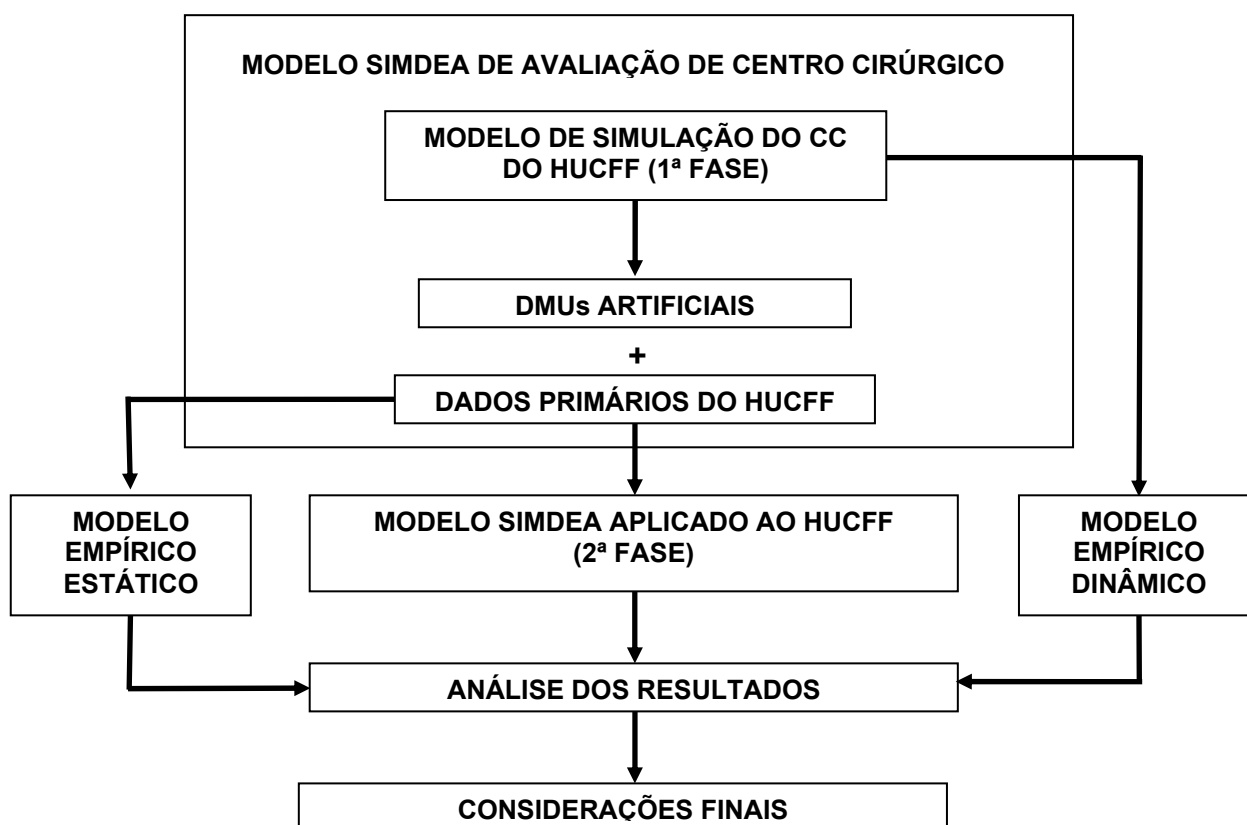 MODELO SIMDEA DE AVALIAÇÃO DE CENTRO CIRÚRGICO
MODELO DE SIMULAÇÃO DO CC
DO HUCFF (1ª FASE)
DMUs ARTIFICIAIS
+
DADOS PRIMÁRIOS DO HUCFF
MODELO
EMPÍRICO
ESTÁTICO
MODELO SIMDEA APLICADO AO HUCFF
(2ª FASE)
MODELO
EMPÍRICO
DINÂMICO
ANÁLISE DOS RESULTADOS
CONSIDERAÇÕES FINAIS